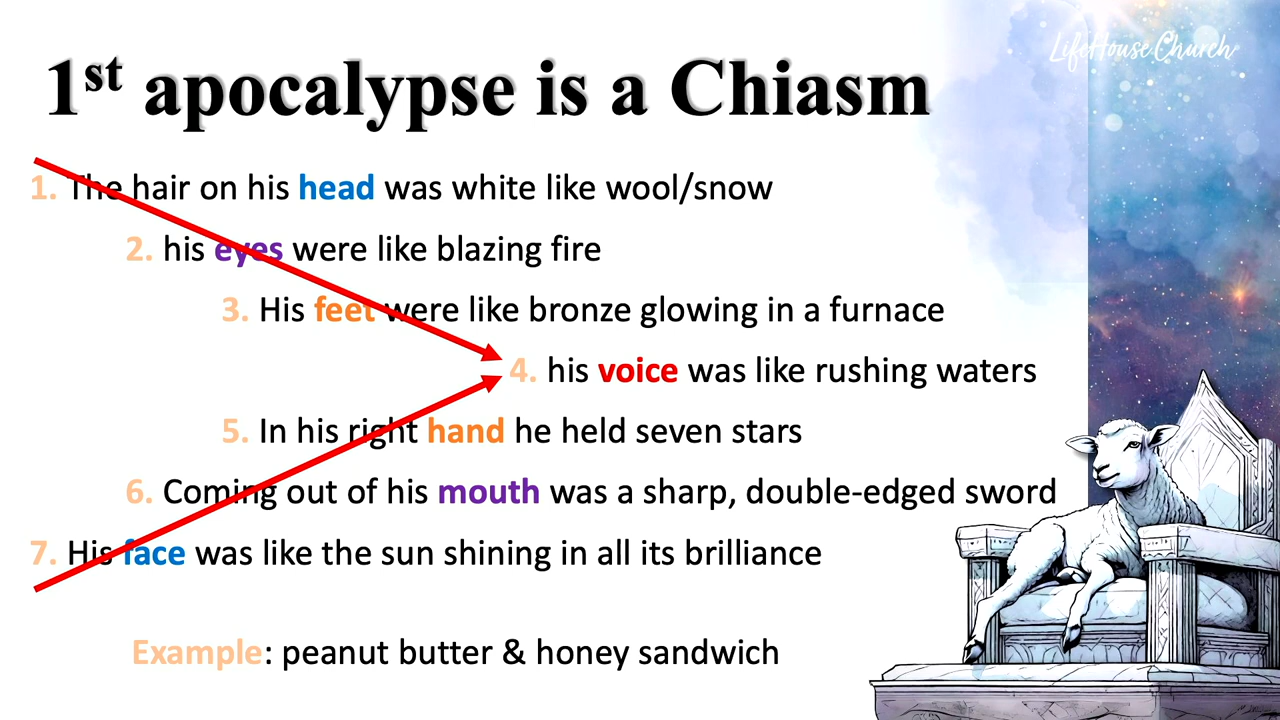 LifeHouse Church
1st apocalypse is a Chiasm
1. The hair on his head was white like wool/snow
2. his eyes were like blazing fire
3. His feet were like bronze glowing in a furnace
4. his voice was like rushing waters
5. In his right hand he held seven stars
6. Coming out of his mouth was a sharp, double-edged sword
7. His face was like the sun shining in all its brilliance
Example: peanut butter & honey sandwich